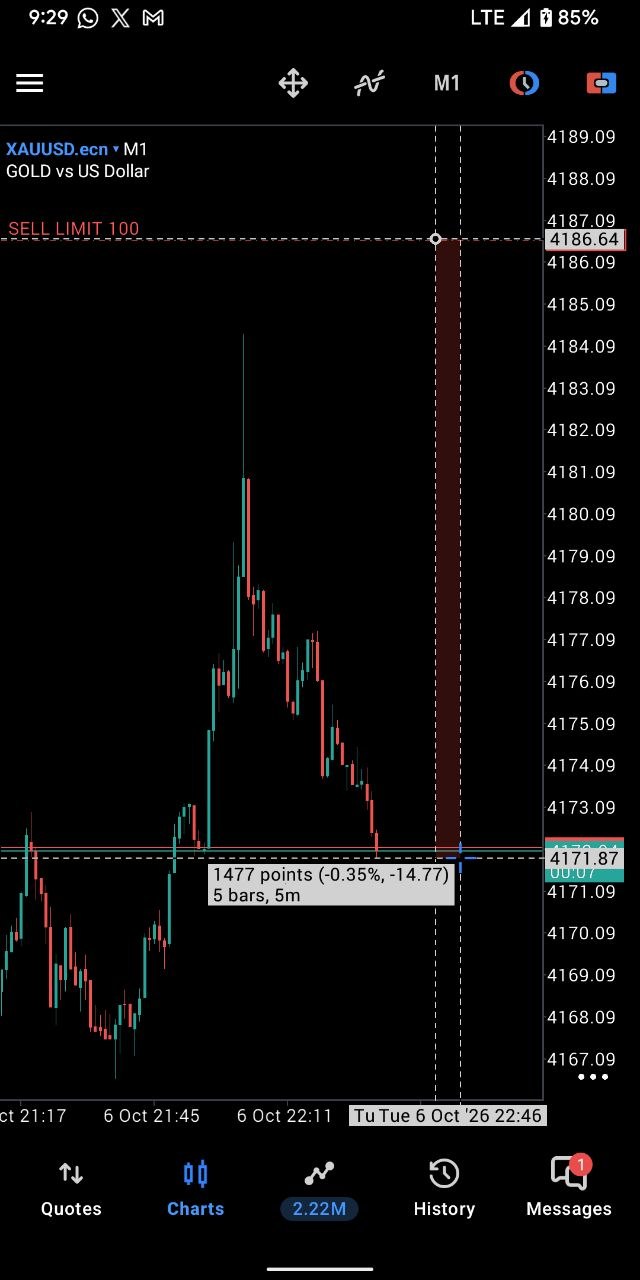 9:29
LTE 85%
M1
XAUUSD.ecn M1
GOLD vs US Dollar
SELL LIMIT 100
4189.09
4188.09
4187.09
4186.64
4186.09
4185.09
4184.09
4183.09
4182.09
4181.09
4180.09
4179.09
4178.09
4177.09
4176.09
4175.09
4174.09
4173.09
4171.87
00:07
4171.09
4170.09
4169.09
4168.09
4167.09
1477 points (-0.35%, -14.77)
5 bars, 5m
ct 21:17
6 Oct 21:45
6 Oct 22:11
Tu Tue 6 Oct '26 22:46
Quotes
Charts
2.22M
History
1
Messages